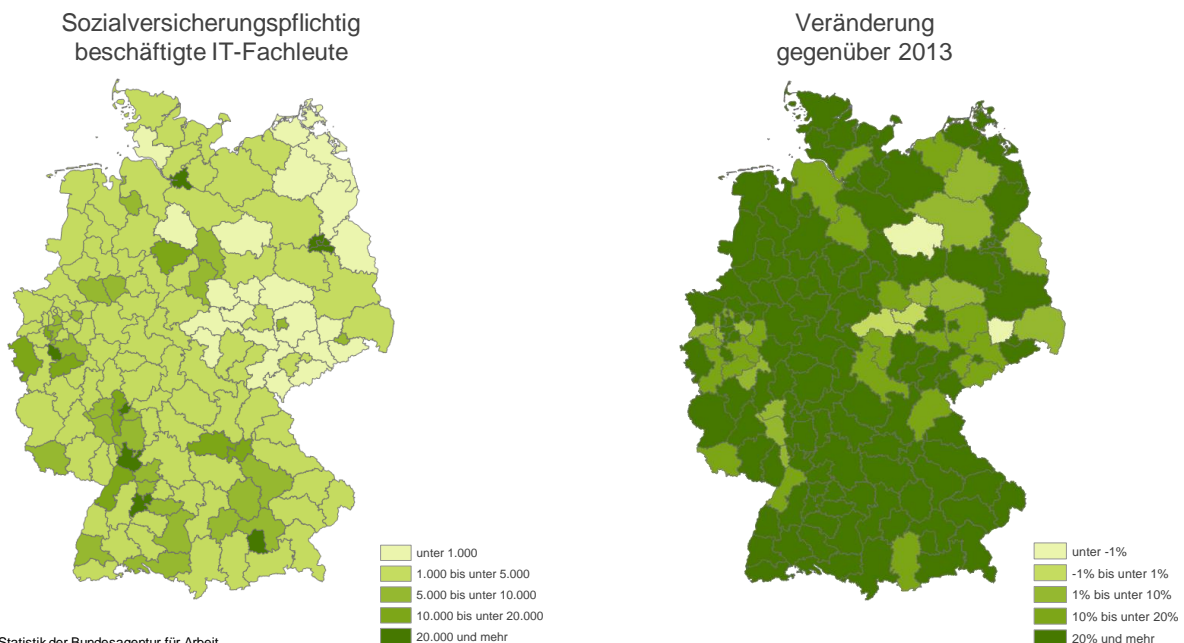 Sozialversicherungspflichtig
beschäftigte IT-Fachleute
Veränderung
gegenüber 2013
unter 1.000
1.000 bis unter 5.000
5.000 bis unter 10.000
10.000 bis unter 20.000
20.000 und mehr
unter -1%
-1% bis unter 1%
1% bis unter 10%
10% bis unter 20%
20% und mehr
Statistik der Bundesagentur für Arbeit